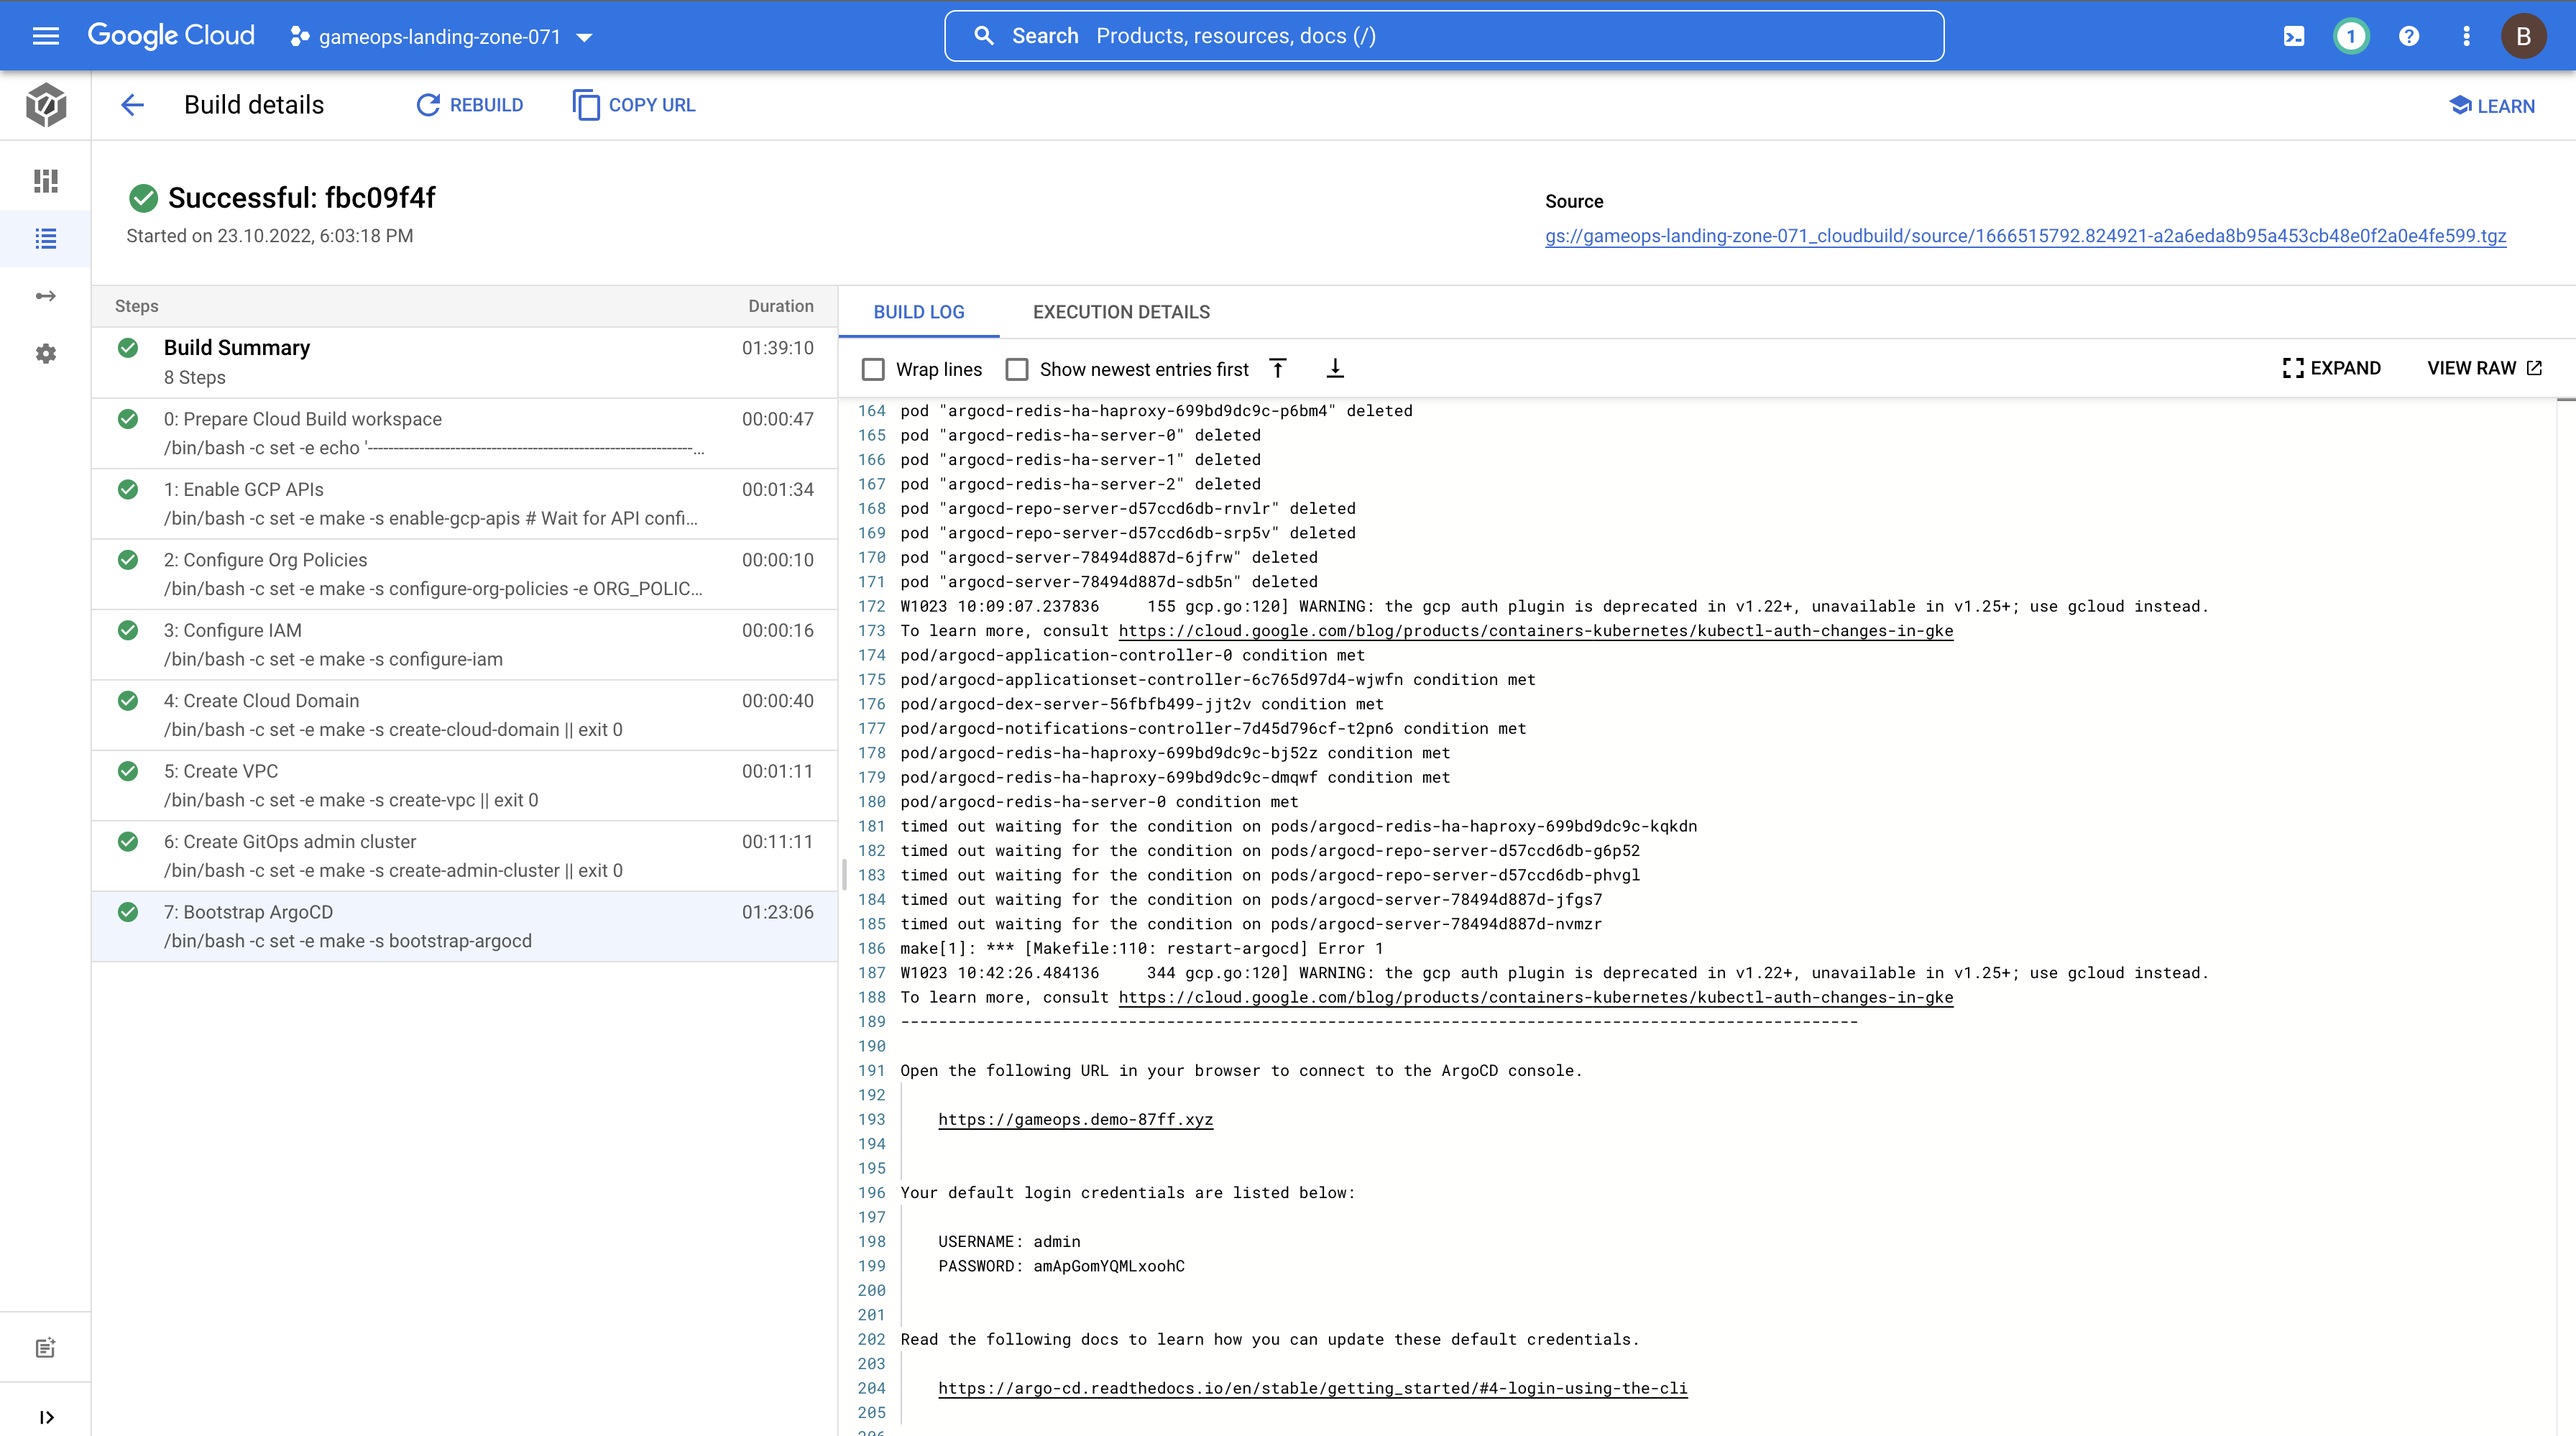 Google Cloud
gameops-landing-zone-071
Search Products, resources, docs (/)
1
B
Build details
REBUILD
COPY URL
LEARN
Successful: fbc09f4f
Started on 23.10.2022, 6:03:18 PM
Source
gs://gameops-landing-zone-071_cloudbuild/source/1666515792.824921-a2a6eda8b95a453cb48e0f2a0e4fe599.tgz
Steps Duration
Build Summary 01:39:10
8 Steps
0: Prepare Cloud Build workspace 00:00:47
/bin/bash -c set -e echo '---------------------------------------------------------------...
1: Enable GCP APIs 00:01:34
/bin/bash -c set -e make -s enable-gcp-apis # Wait for API confi...
2: Configure Org Policies 00:00:10
/bin/bash -c set -e make -s configure-org-policies -e ORG_POLIC...
3: Configure IAM 00:00:16
/bin/bash -c set -e make -s configure-iam
4: Create Cloud Domain 00:00:40
/bin/bash -c set -e make -s create-cloud-domain || exit 0
5: Create VPC 00:01:11
/bin/bash -c set -e make -s create-vpc || exit 0
6: Create GitOps admin cluster 00:11:11
/bin/bash -c set -e make -s create-admin-cluster || exit 0
7: Bootstrap ArgoCD 01:23:06
/bin/bash -c set -e make -s bootstrap-argocd
BUILD LOG
EXECUTION DETAILS
Wrap lines
Show newest entries first
EXPAND
VIEW RAW
164 pod "argocd-redis-ha-haproxy-699bd9dc9c-p6bm4" deleted
165 pod "argocd-redis-ha-server-0" deleted
166 pod "argocd-redis-ha-server-1" deleted
167 pod "argocd-redis-ha-server-2" deleted
168 pod "argocd-repo-server-d57ccd6db-rnvlr" deleted
169 pod "argocd-repo-server-d57ccd6db-srp5v" deleted
170 pod "argocd-server-78494d887d-6jfrw" deleted
171 pod "argocd-server-78494d887d-sdb5n" deleted
172 W1023 10:09:07.237836     155 gcp.go:120] WARNING: the gcp auth plugin is deprecated in v1.22+, unavailable in v1.25+; use gcloud instead.
173 To learn more, consult https://cloud.google.com/blog/products/containers-kubernetes/kubectl-auth-changes-in-gke
174 pod/argocd-application-controller-0 condition met
175 pod/argocd-applicationset-controller-6c765d97d4-wjwfn condition met
176 pod/argocd-dex-server-56fbfb499-jjt2v condition met
177 pod/argocd-notifications-controller-7d45d796cf-t2pn6 condition met
178 pod/argocd-redis-ha-haproxy-699bd9dc9c-bj52z condition met
179 pod/argocd-redis-ha-haproxy-699bd9dc9c-dmqwf condition met
180 pod/argocd-redis-ha-server-0 condition met
181 timed out waiting for the condition on pods/argocd-redis-ha-haproxy-699bd9dc9c-kqkdn
182 timed out waiting for the condition on pods/argocd-repo-server-d57ccd6db-g6p52
183 timed out waiting for the condition on pods/argocd-repo-server-d57ccd6db-phvgl
184 timed out waiting for the condition on pods/argocd-server-78494d887d-jfgs7
185 timed out waiting for the condition on pods/argocd-server-78494d887d-nvmzr
186 make[1]: *** [Makefile:110: restart-argocd] Error 1
187 W1023 10:42:26.484136     344 gcp.go:120] WARNING: the gcp auth plugin is deprecated in v1.22+, unavailable in v1.25+; use gcloud instead.
188 To learn more, consult https://cloud.google.com/blog/products/containers-kubernetes/kubectl-auth-changes-in-gke
189 -----------------------------------------------------------------------------------------------------
190
191 Open the following URL in your browser to connect to the ArgoCD console.
192
193 https://gameops.demo-87ff.xyz
194
195
196 Your default login credentials are listed below:
197
198 USERNAME: admin
199 PASSWORD: amApGomYQMLxoohC
200
201
202 Read the following docs to learn how you can update these default credentials.
203
204 https://argo-cd.readthedocs.io/en/stable/getting_started/#4-login-using-the-cli
205